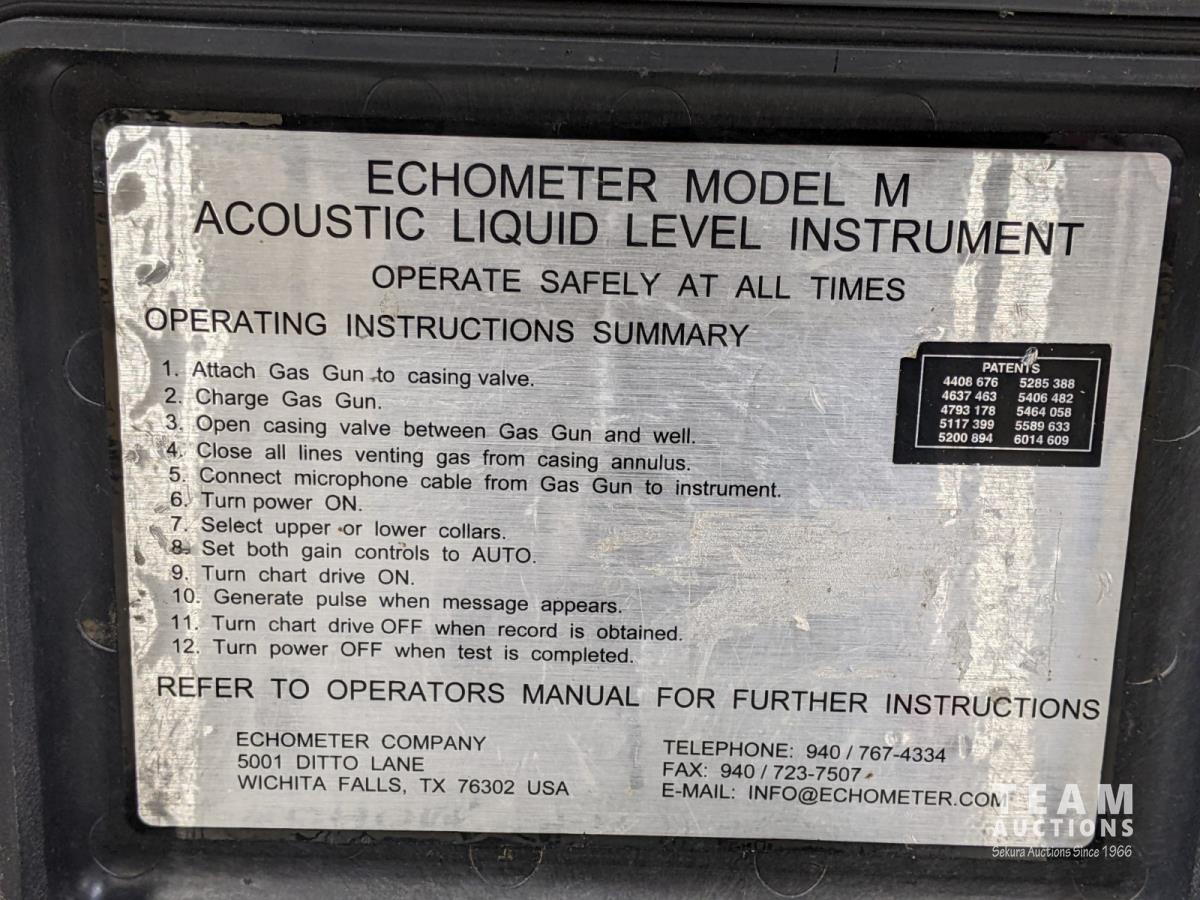 ECHOMETER MODEL M
ACOUSTIC LIQUID LEVEL INSTRUMENT
OPERATE SAFELY AT ALL TIMES
OPERATING INSTRUCTIONS SUMMARY
1. Attach Gas Gun to casing valve.
2. Charge Gas Gun.
3. Open casing valve between Gas Gun and well.
4. Close all lines venting gas from casing annulus.
5. Connect microphone cable from Gas Gun to instrument.
6. Turn power ON.
7. Select upper or lower collars.
8. Set both gain controls to AUTO.
9. Turn chart drive ON.
10. Generate pulse when message appears.
11. Turn chart drive OFF when record is obtained.
12. Turn power OFF when test is completed.
PATENTS
4408 676 5285 388
4637 463 5406 482
4793 178 5464 058
5117 399 5589 633
5200 894 6014 609
REFER TO OPERATORS MANUAL FOR FURTHER INSTRUCTIONS
ECHOMETER COMPANY
5001 DITTO LANE
WICHITA FALLS, TX 76302 USA
TELEPHONE: 940 / 767-4334
FAX: 940 / 723-7507
E-MAIL: INFO@ECHOMETER.COM
TEAM
AUCTIONS
Sekura Auctions Since 1966